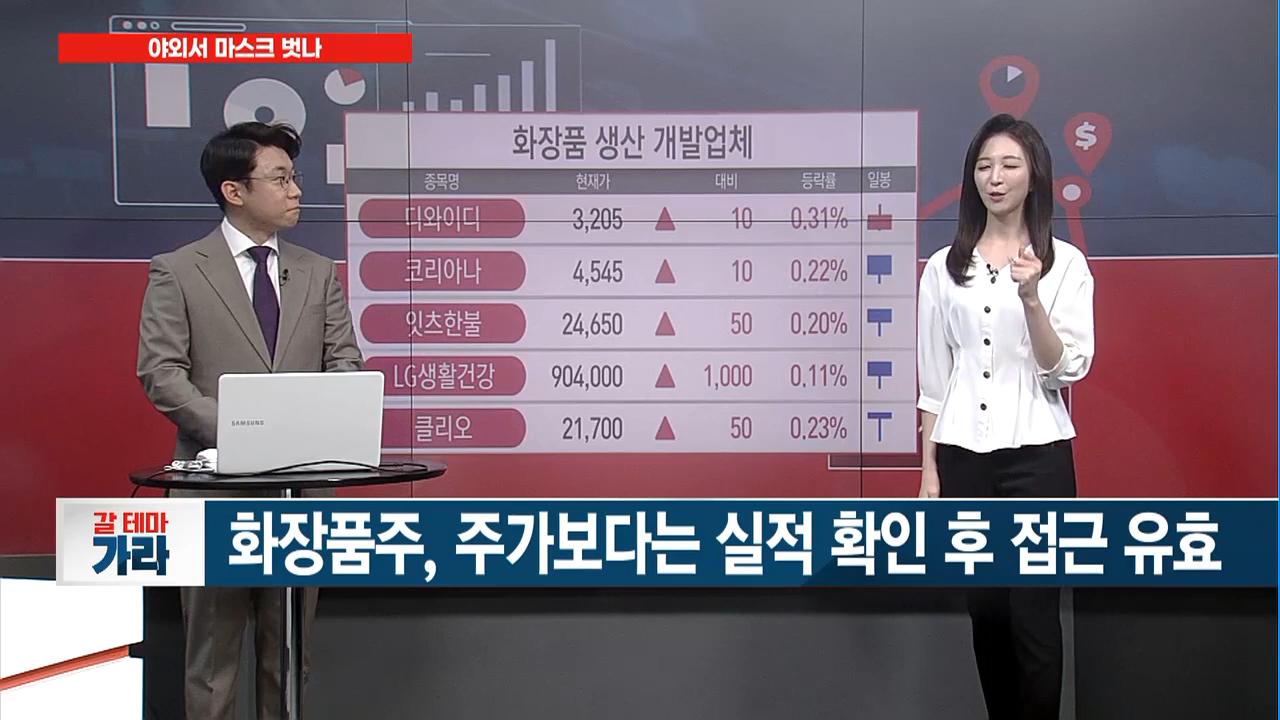 야외서 마스크 벗나
화장품 생산 개발업체
종목명 현재가 대비 등락률 일봉
디와이디 3,205 ▲ 10 0.31%
코리아나 4,545 ▲ 10 0.22%
잇츠한불 24,650 ▲ 50 0.20%
LG생활건강 904,000 ▲ 1,000 0.11%
클리오 21,700 ▲ 50 0.23%
$
SAMSUNG
갈 테마
가라
화장품주, 주가보다는 실적 확인 후 접근 유효